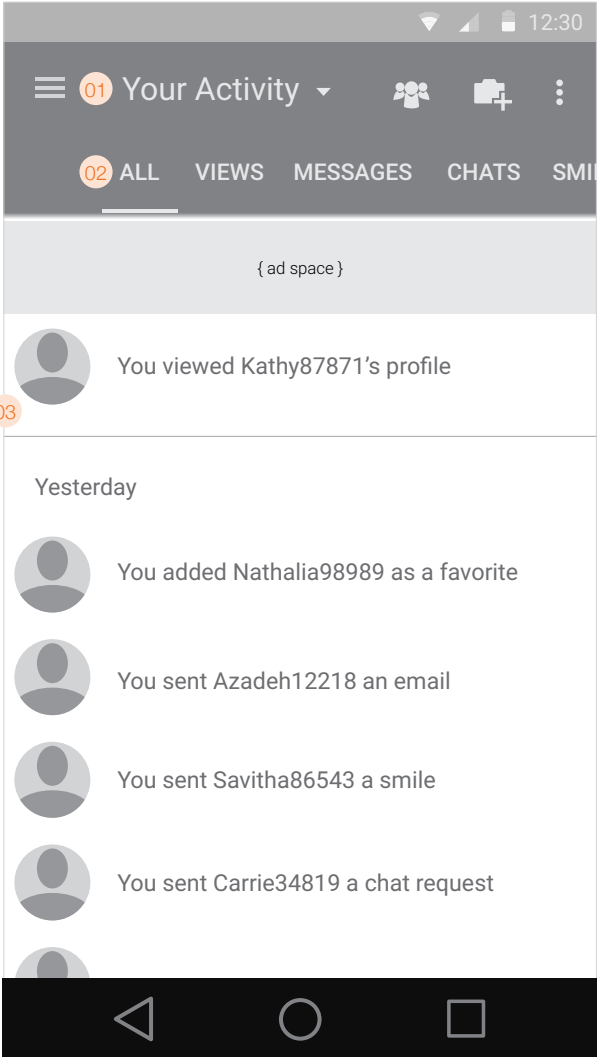 12:30
01 Your Activity
02 ALL VIEWS MESSAGES CHATS SMI
{ ad space }
You viewed Kathy87871’s profile
03
Yesterday
You added Nathalia98989 as a favorite
You sent Azadeh12218 an email
You sent Savitha86543 a smile
You sent Carrie34819 a chat request